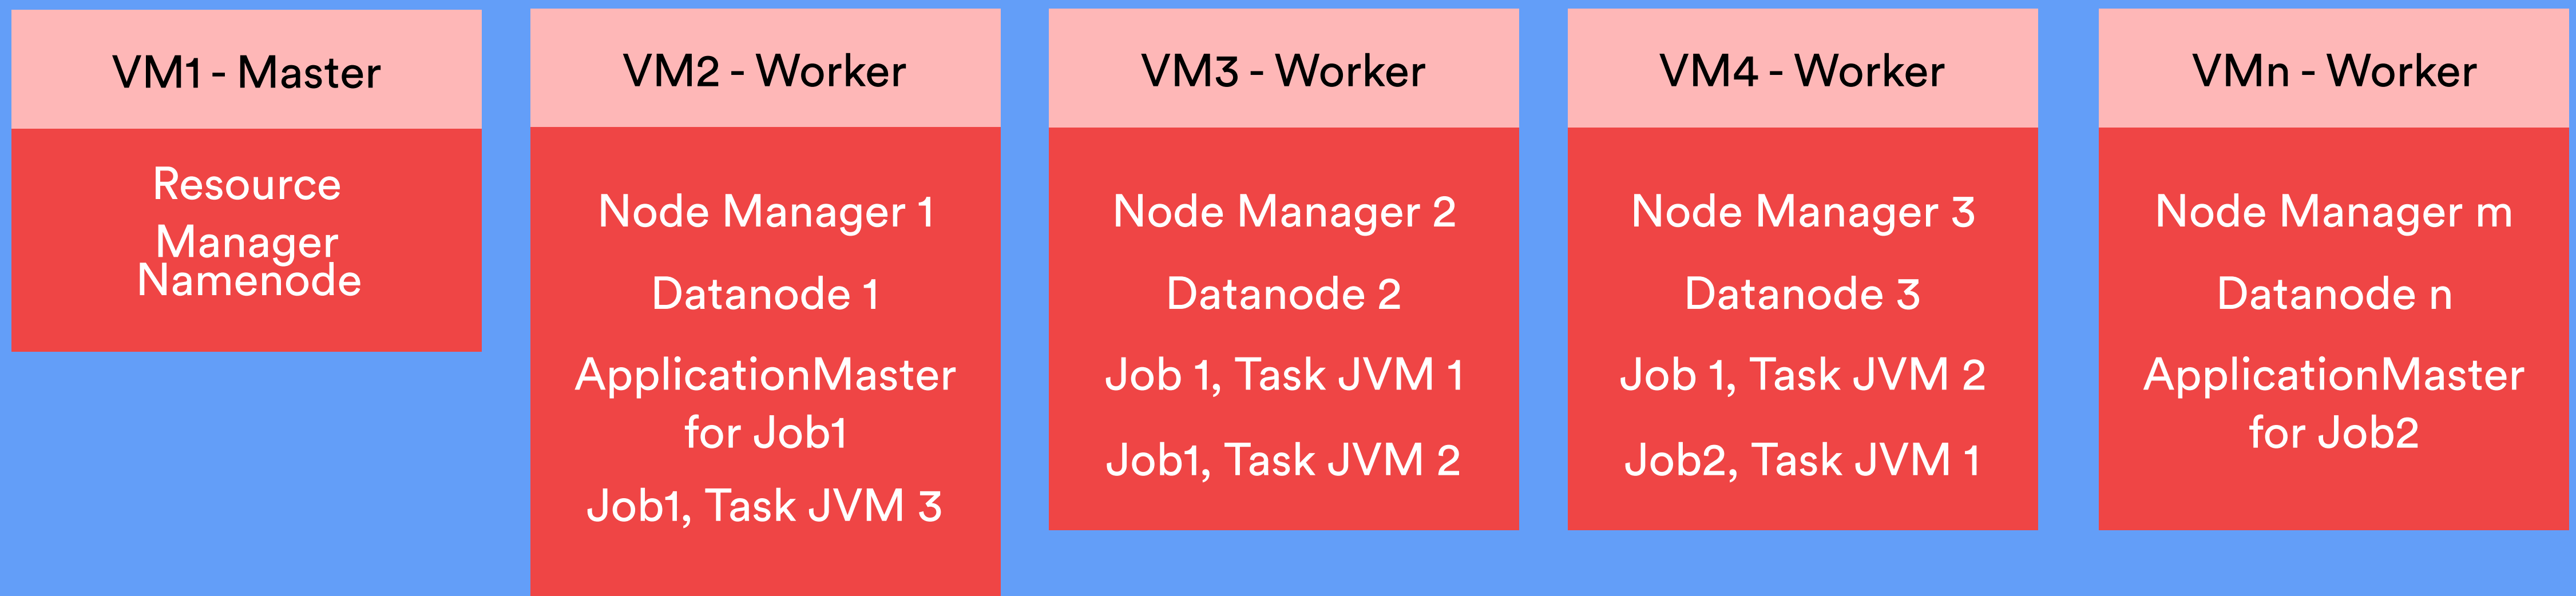 VM1 - Master
Resource
Manager
Namenode
VM2 - Worker
Node Manager 1
Datanode 1
ApplicationMaster
for Job1
Job1, Task JVM 3
VM3 - Worker
Node Manager 2
Datanode 2
Job 1, Task JVM 1
Job1, Task JVM 2
VM4 - Worker
Node Manager 3
Datanode 3
Job 1, Task JVM 2
Job2, Task JVM 1
VMn - Worker
Node Manager m
Datanode n
ApplicationMaster
for Job2